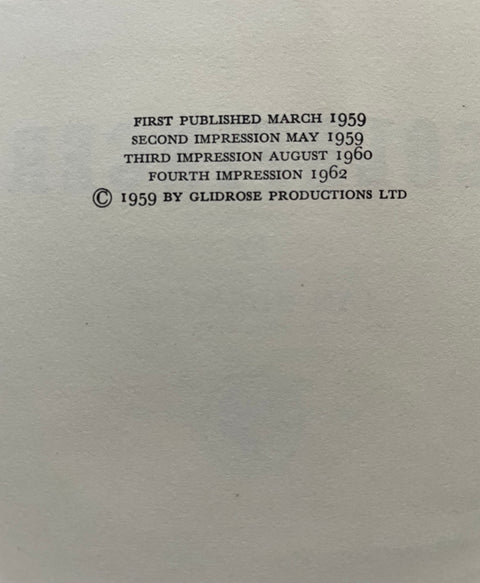 FIRST PUBLISHED MARCH 1959
SECOND IMPRESSION MAY 1959
THIRD IMPRESSION AUGUST 1960
FOURTH IMPRESSION 1962
© 1959 BY GLIDROSE PRODUCTIONS LTD